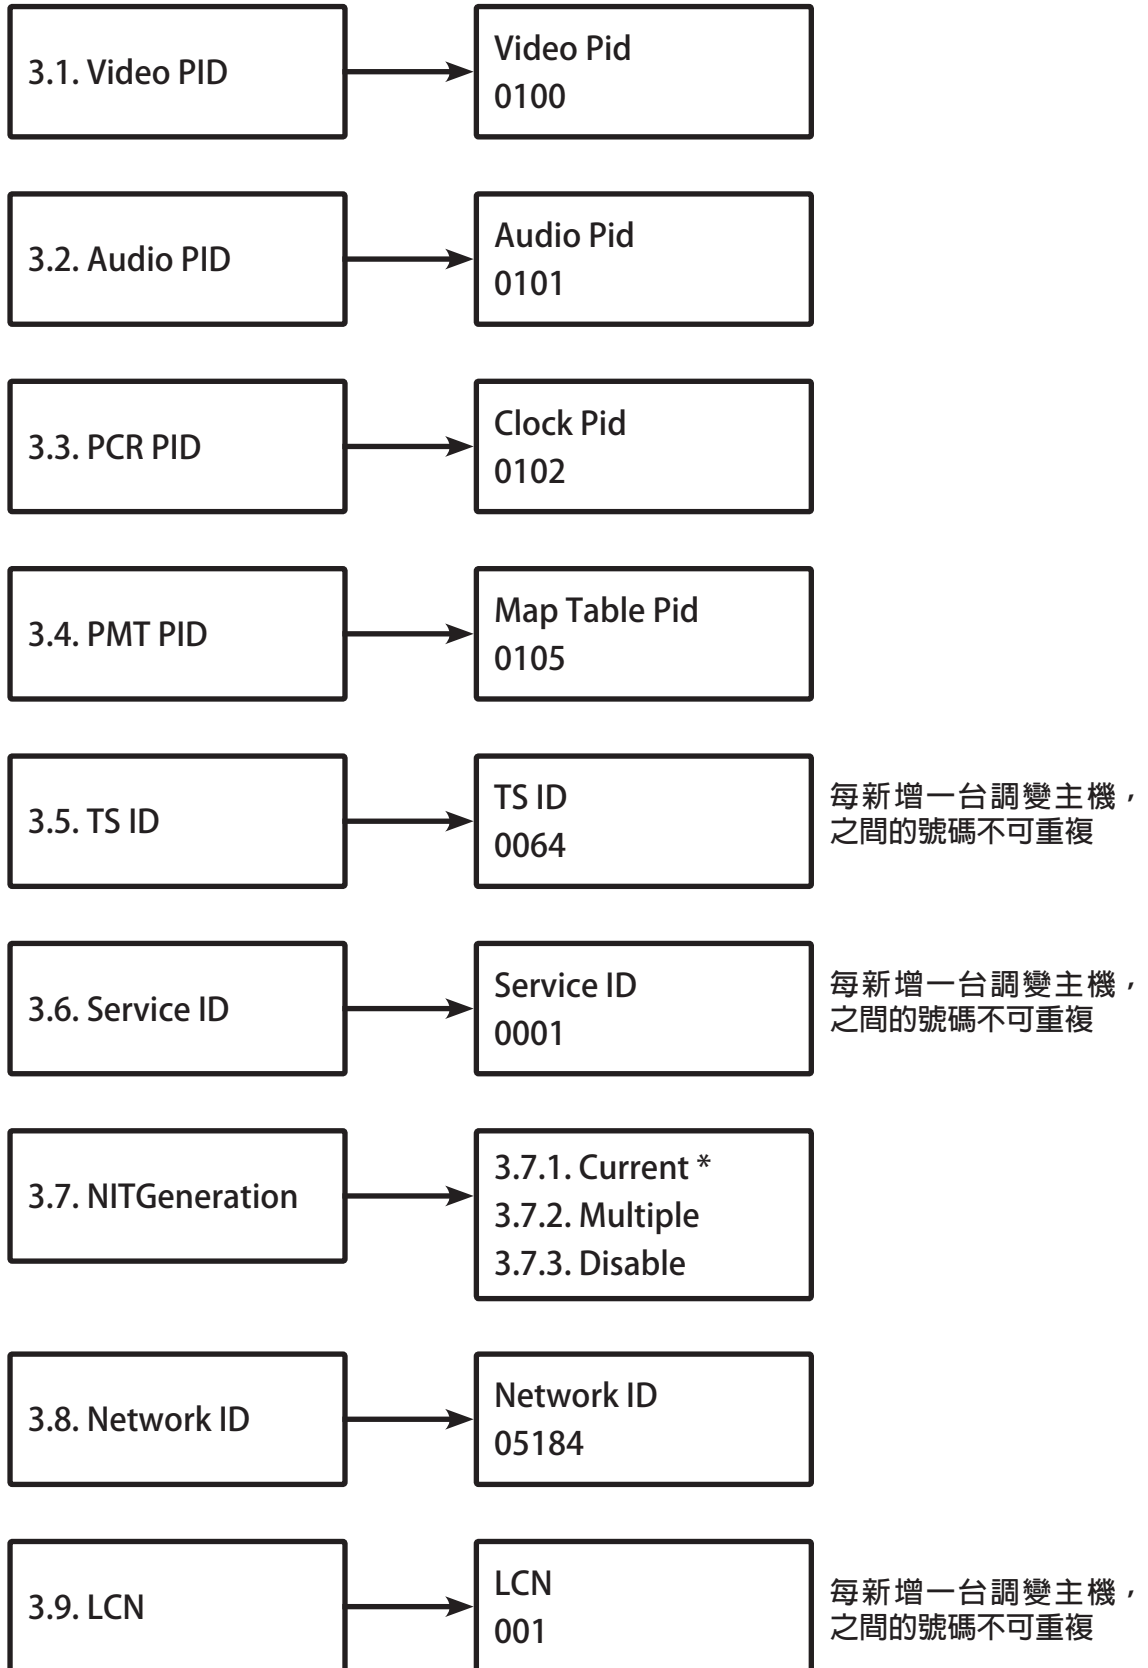 3.1. Video PID
Video Pid
0100
3.2. Audio PID
Audio Pid
0101
3.3. PCR PID
Clock Pid
0102
3.4. PMT PID
Map Table Pid
0105
3.5. TS ID
TS ID
0064
每新增一台調變主機，
之間的號碼不可重複
3.6. Service ID
Service ID
0001
每新增一台調變主機，
之間的號碼不可重複
3.7. NITGeneration
3.7.1. Current *
3.7.2. Multiple
3.7.3. Disable
3.8. Network ID
Network ID
05184
3.9. LCN
LCN
001
每新增一台調變主機，
之間的號碼不可重複